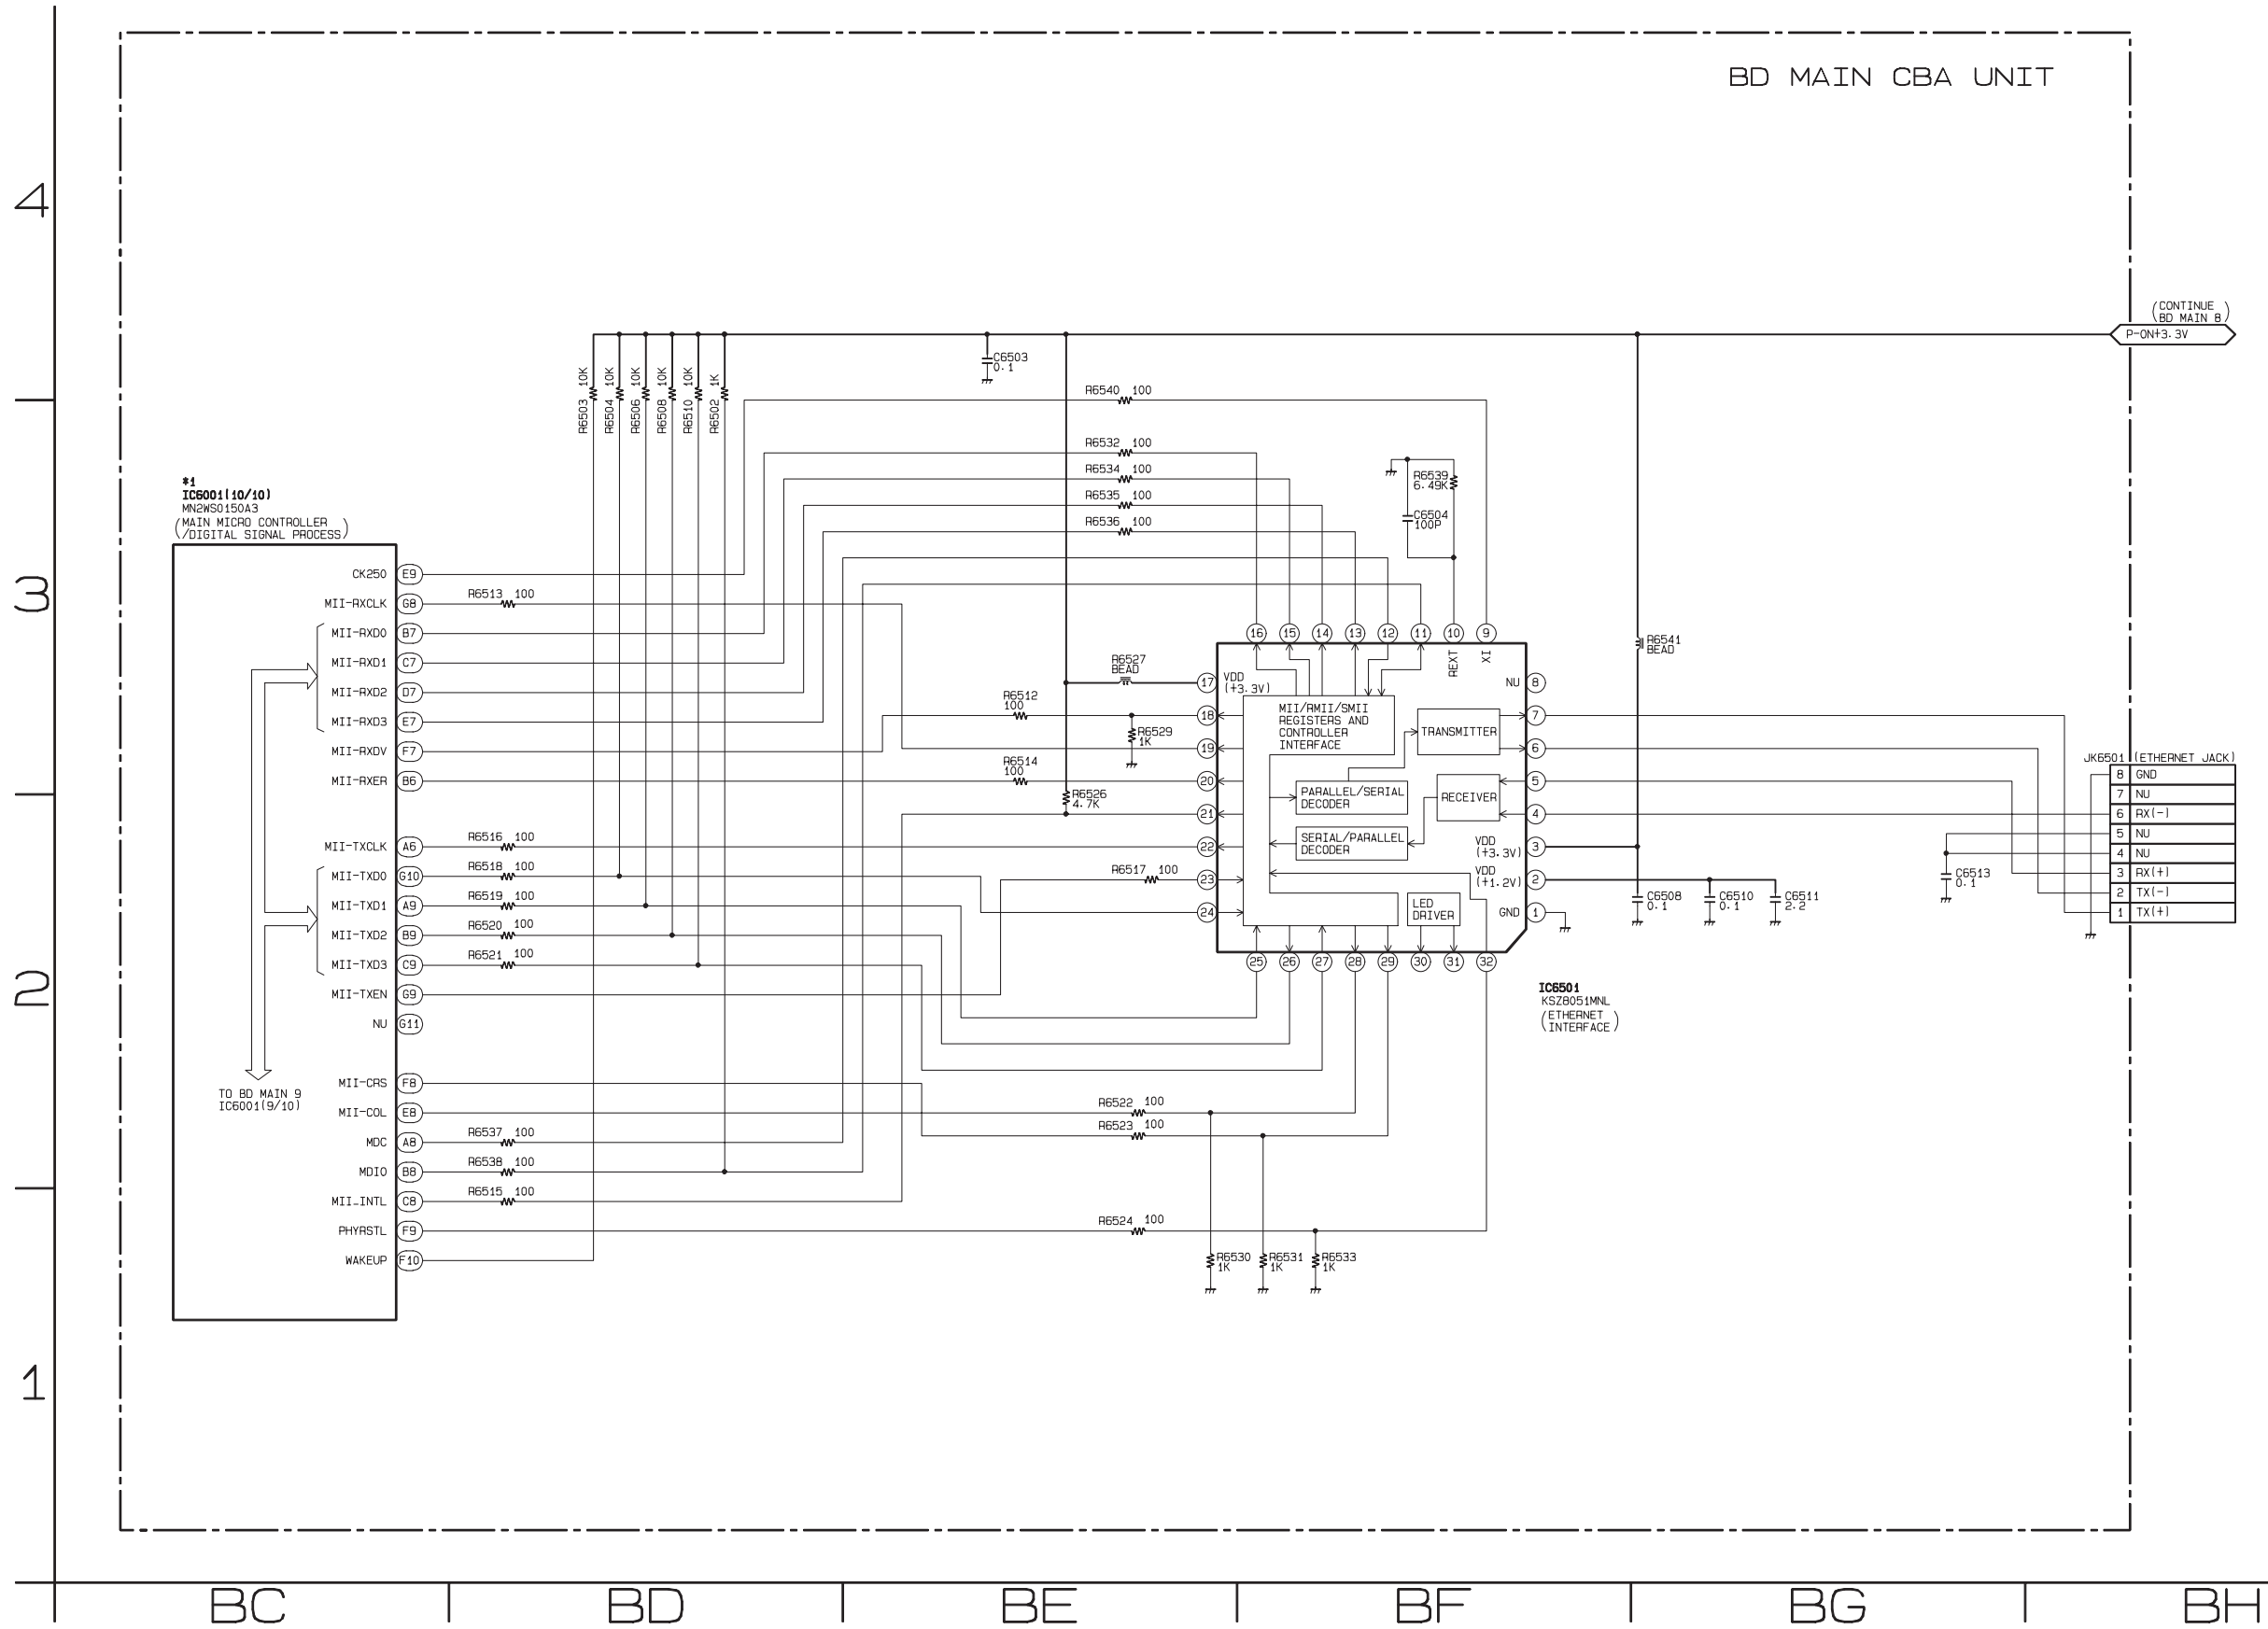 BD MAIN CBA UNIT
4
3
2
1
(CONTINUE
BD MAIN 8)
P-ON+3.3V
C6503
0.1
R6503 10K
R6504 10K
R6506 10K
R6508 10K
R6510 10K
R6502 1K
R6540 100
R6532 100
R6534 100
R6535 100
R6536 100
R6539
6.49K
C6504
100P
*1
IC6001(10/10)
MN2WS0150A3
(MAIN MICRO CONTROLLER
/DIGITAL SIGNAL PROCESS)
CK250 E9
MII-RXCLK G8 R6513 100
MII-RXD0 B7
MII-RXD1 C7
MII-RXD2 D7
MII-RXD3 E7
MII-RXDV F7
MII-RXER B6
MII-TXCLK A6 R6516 100
MII-TXD0 G10 R6518 100
MII-TXD1 A9 R6519 100
MII-TXD2 B9 R6520 100
MII-TXD3 C9 R6521 100
MII-TXEN G9
NU G11
MII-CRS F8
MII-COL E8
MDC A8 R6537 100
MDIO B8 R6538 100
MII_INTL C8 R6515 100
PHYRSTL F9
WAKEUP F10
TO BD MAIN 9
IC6001(9/10)
R6527
BEAD
R6512
100
R6529
1K
R6514
100
R6526
4.7K
R6517 100
R6522 100
R6523 100
R6524 100
R6530
1K
R6531
1K
R6533
1K
16 15 14 13 12 11 10 9
REXT
XI
17 VDD
(+3.3V)
18
19
20
21
22
23
24
MII/RMII/SMII
REGISTERS AND
CONTROLLER
INTERFACE
TRANSMITTER
PARALLEL/SERIAL
DECODER
RECEIVER
SERIAL/PARALLEL
DECODER
LED
DRIVER
NU 8
7
6
5
4
VDD
(+3.3V) 3
VDD
(+1.2V) 2
GND 1
25 26 27 28 29 30 31 32
IC6501
KSZ8051MNL
(ETHERNET
INTERFACE)
R6541
BEAD
C6508
0.1
C6510
0.1
C6511
2.2
C6513
0.1
JK6501 (ETHERNET JACK)
8 GND
7 NU
6 RX(-)
5 NU
4 NU
3 RX(+)
2 TX(-)
1 TX(+)
BC BD BE BF BG BH